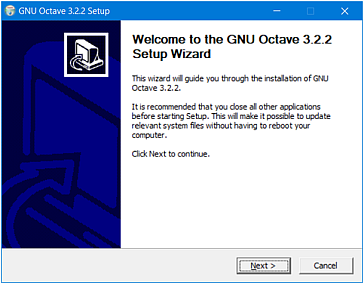 GNU Octave 3.2.2 Setup
Welcome to the GNU Octave 3.2.2
Setup Wizard
This wizard will guide you through the installation of GNU
Octave 3.2.2.
It is recommended that you close all other applications
before starting Setup. This will make it possible to update
relevant system files without having to reboot your
computer.
Click Next to continue.
Next >
Cancel